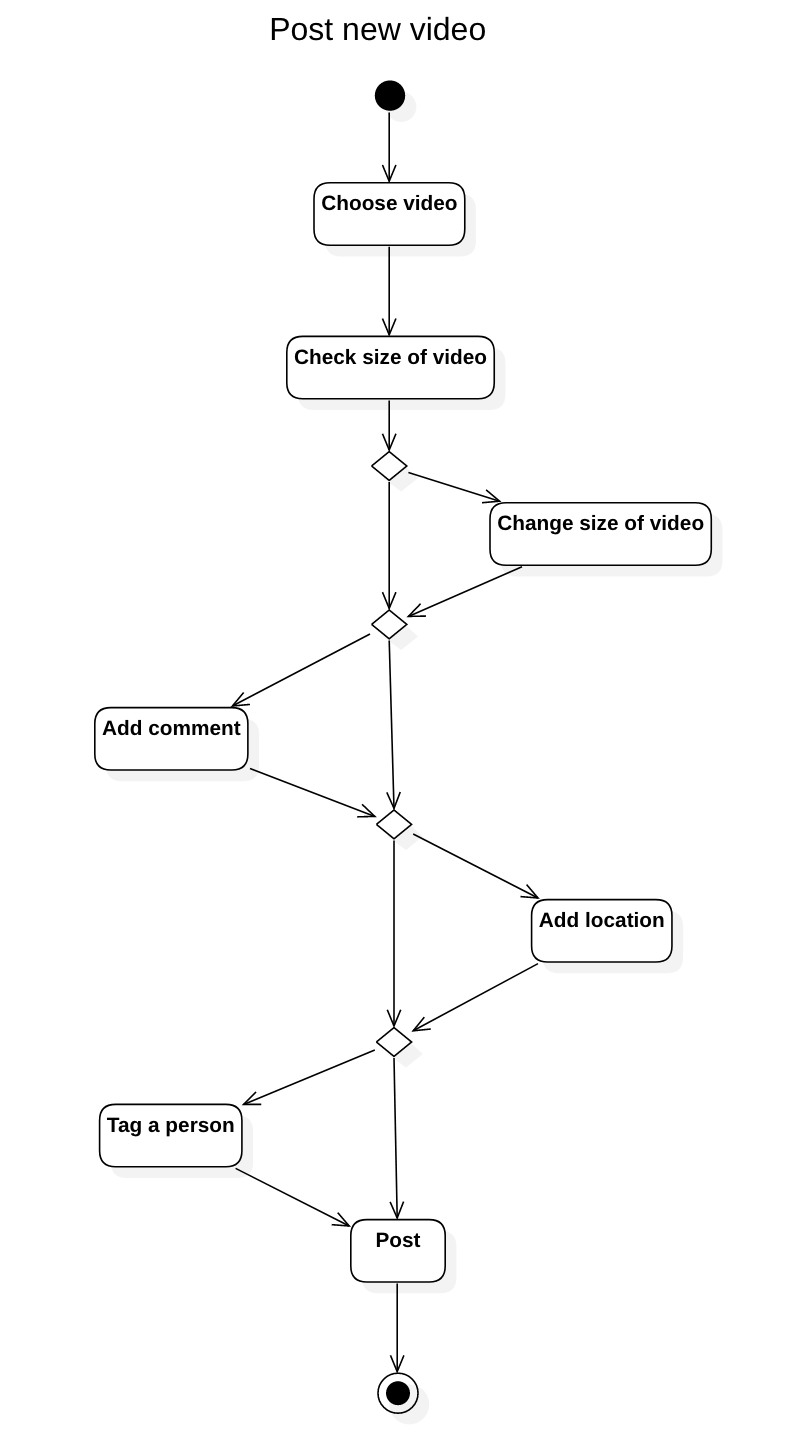 Post new video
Choose video
Check size of video
Change size of video
Add comment
Add location
Tag a person
Post